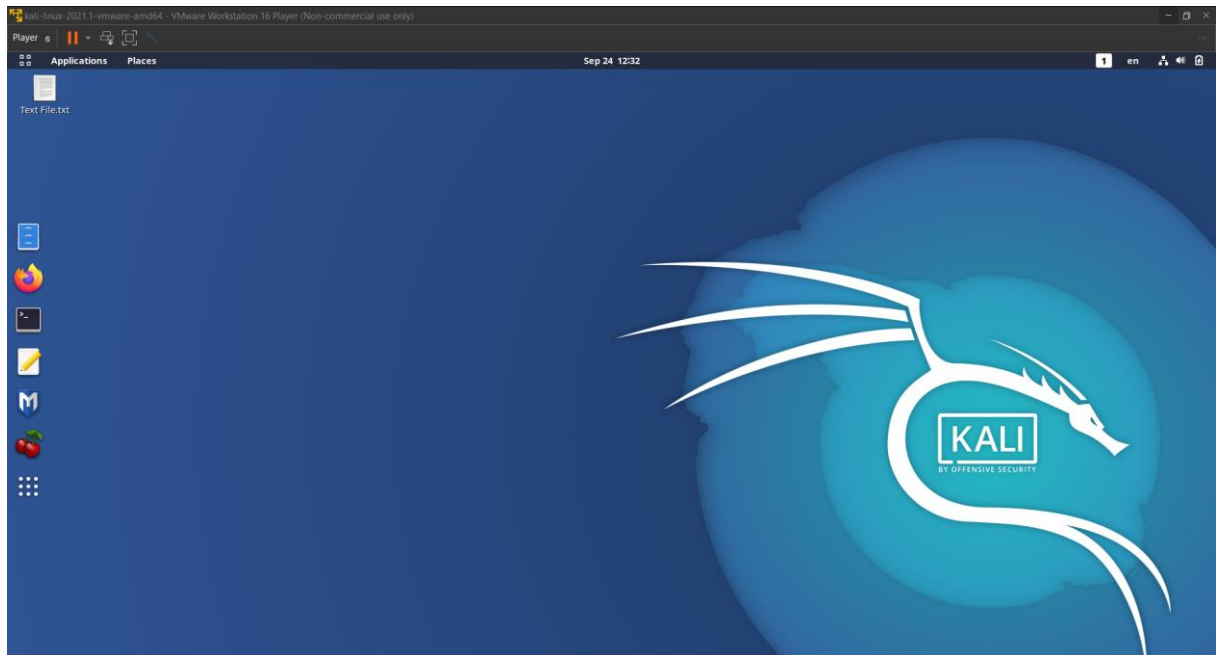 kali-linux-2021.1-vmware-amd64 - VMware Workstation 16 Player (Non-commercial use only)
Player 6
Applications Places Sep 24 12:32 1 en
Text File.txt
KALI
BY OFFENSIVE SECURITY